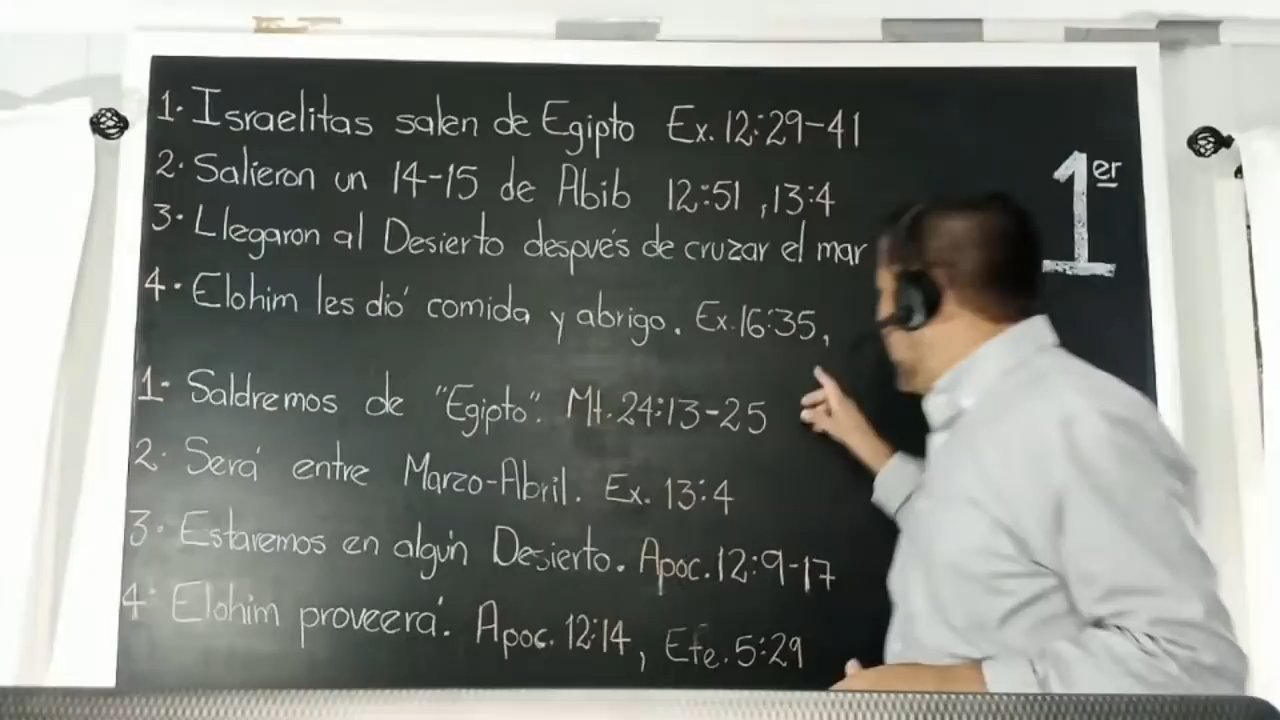 1. Israelitas salen de Egipto Ex. 12:29-41
2. Salieron un 14-15 de Abib 12:51 ,13:4
3. Llegaron al Desierto después de cruzar el mar
4. Elohim les dió comida y abrigo. Ex. 16:35,
1er
1- Saldremos de "Egipto". Mt. 24:13-25
2. Será entre Marzo-Abril. Ex. 13:4
3. Estaremos en algún Desierto. Apoc. 12:9-17
4. Elohim proveerá. Apoc. 12:14, Efe. 5:29